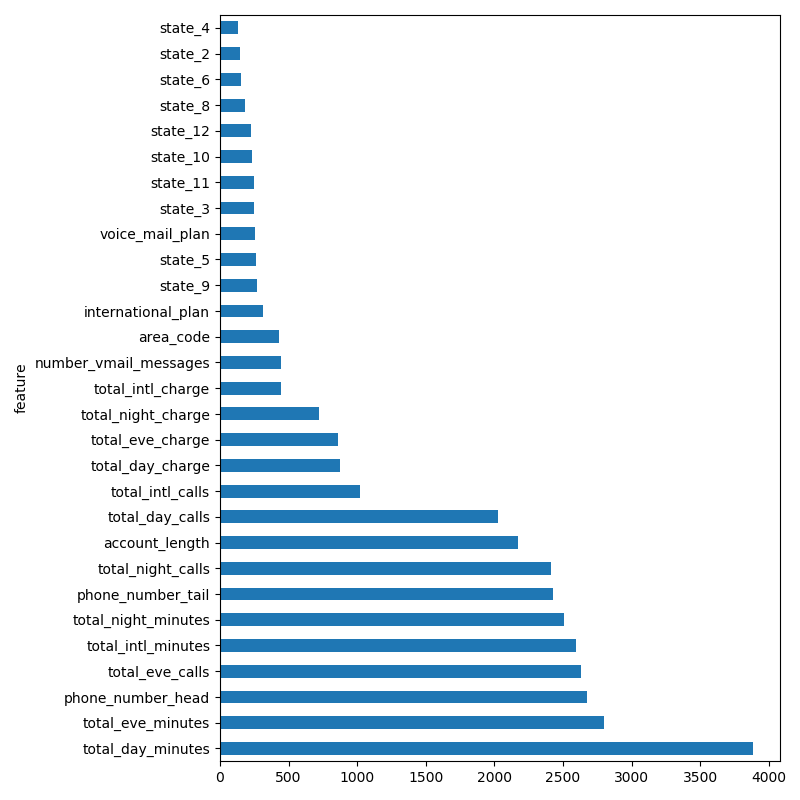 state_4
state_2
state_6
state_8
state_12
state_10
state_11
state_3
voice_mail_plan
state_5
state_9
international_plan
area_code
number_vmail_messages
total_intl_charge
total_night_charge
total_eve_charge
total_day_charge
total_intl_calls
total_day_calls
account_length
total_night_calls
phone_number_tail
total_night_minutes
total_intl_minutes
total_eve_calls
phone_number_head
total_eve_minutes
total_day_minutes
feature
0 500 1000 1500 2000 2500 3000 3500 4000